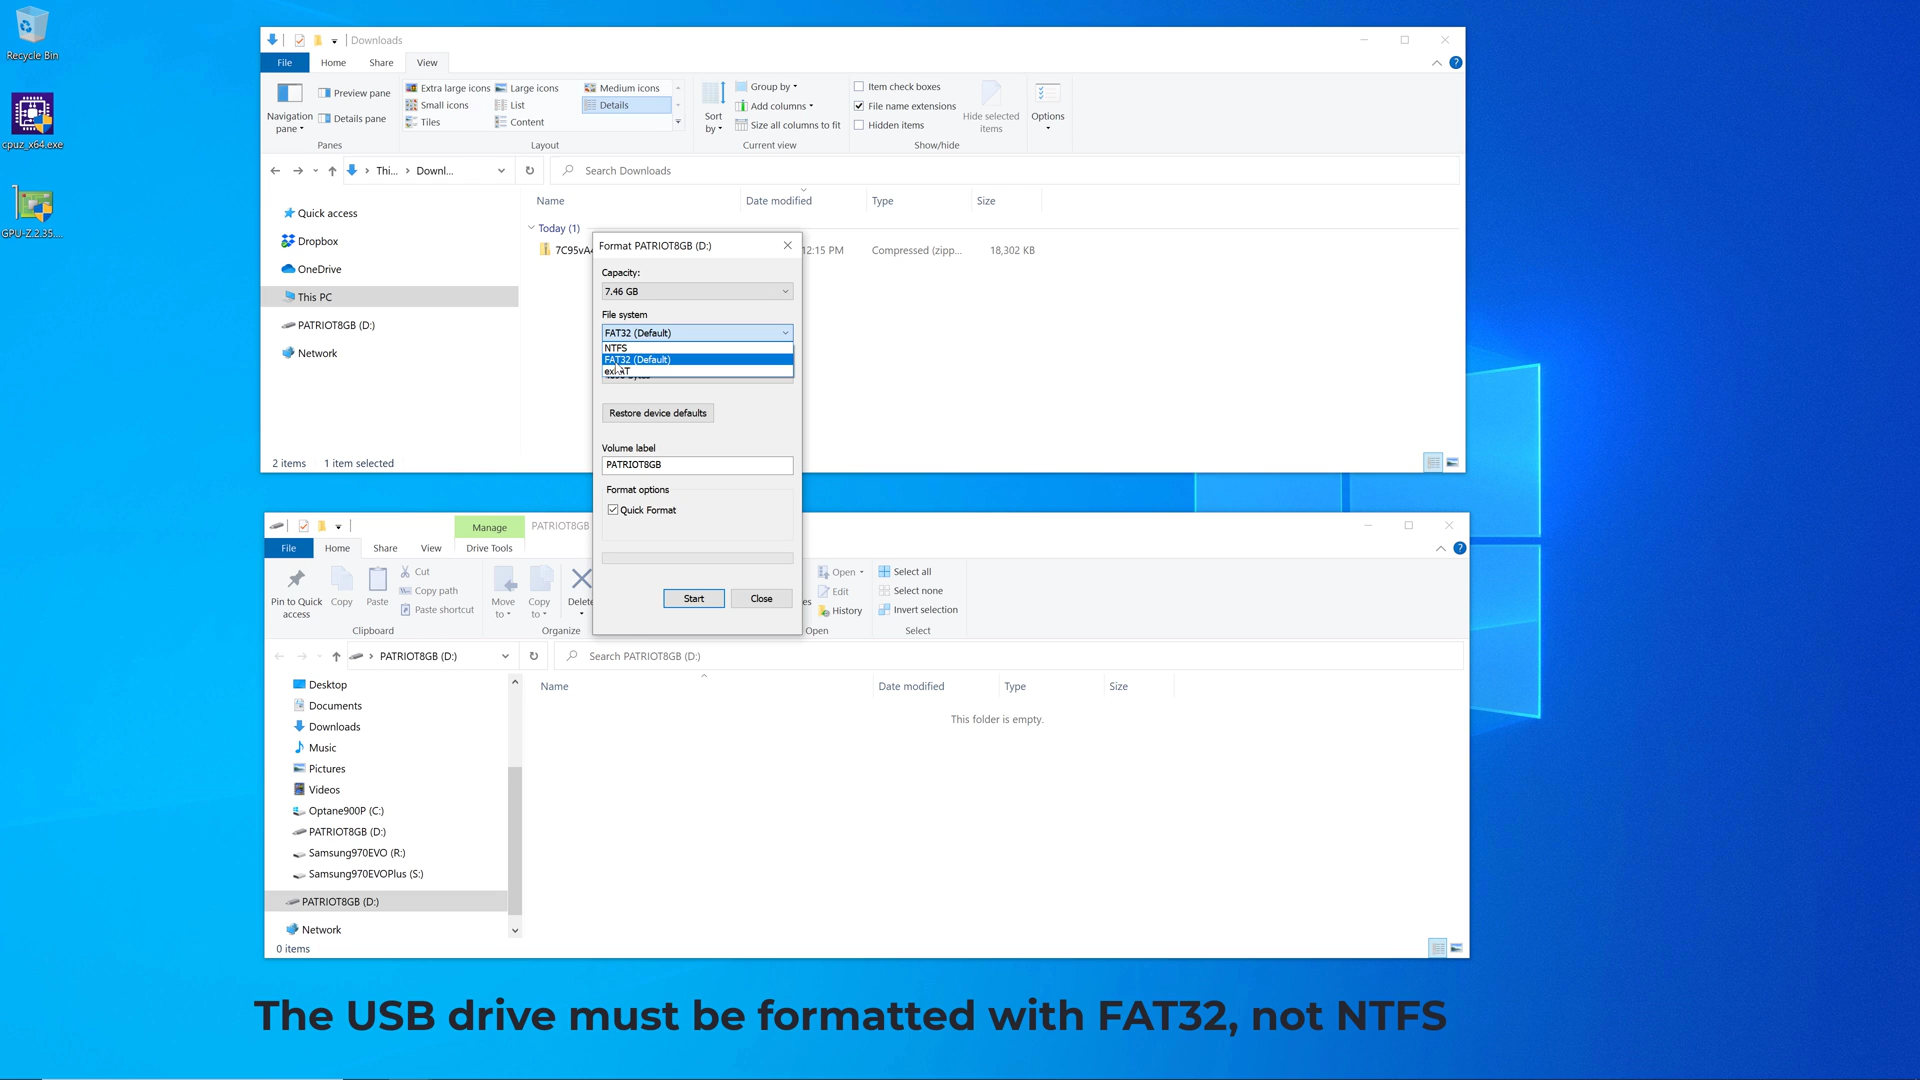 Recycle Bin
cpuz_x64.exe
GPU-Z.2.35....
Downloads
File Home Share View
Navigation pane
Preview pane
Details pane
Panes
Extra large icons Large icons Medium icons
Small icons List Details
Tiles Content
Layout
Sort by
Group by
Add columns
Size all columns to fit
Current view
Item check boxes
File name extensions
Hidden items
Hide selected items
Show/hide
Options
Thi... Downl...
Search Downloads
Quick access
Dropbox
OneDrive
This PC
PATRIOT8GB (D:)
Network
Name Date modified Type Size
Today (1)
12:15 PM Compressed (zipp... 18,302 KB
2 items 1 item selected
Format PATRIOT8GB (D:)
Capacity:
7.46 GB
File system
FAT32 (Default)
NTFS
FAT32 (Default)
Restore device defaults
Volume label
PATRIOT8GB
Format options
Quick Format
Start Close
Manage PATRIOT8GB
File Home Share View Drive Tools
Pin to Quick access
Copy
Paste
Cut
Copy path
Paste shortcut
Clipboard
Move to
Copy to
Delete
Organize
Open
Edit
History
Open
Select all
Select none
Invert selection
Select
PATRIOT8GB (D:)
Search PATRIOT8GB (D:)
Desktop
Documents
Downloads
Music
Pictures
Videos
Optane900P (C:)
PATRIOT8GB (D:)
Samsung970EVO (R:)
Samsung970EVOPlus (S:)
PATRIOT8GB (D:)
Network
Name Date modified Type Size
This folder is empty.
0 items
The USB drive must be formatted with FAT32, not NTFS